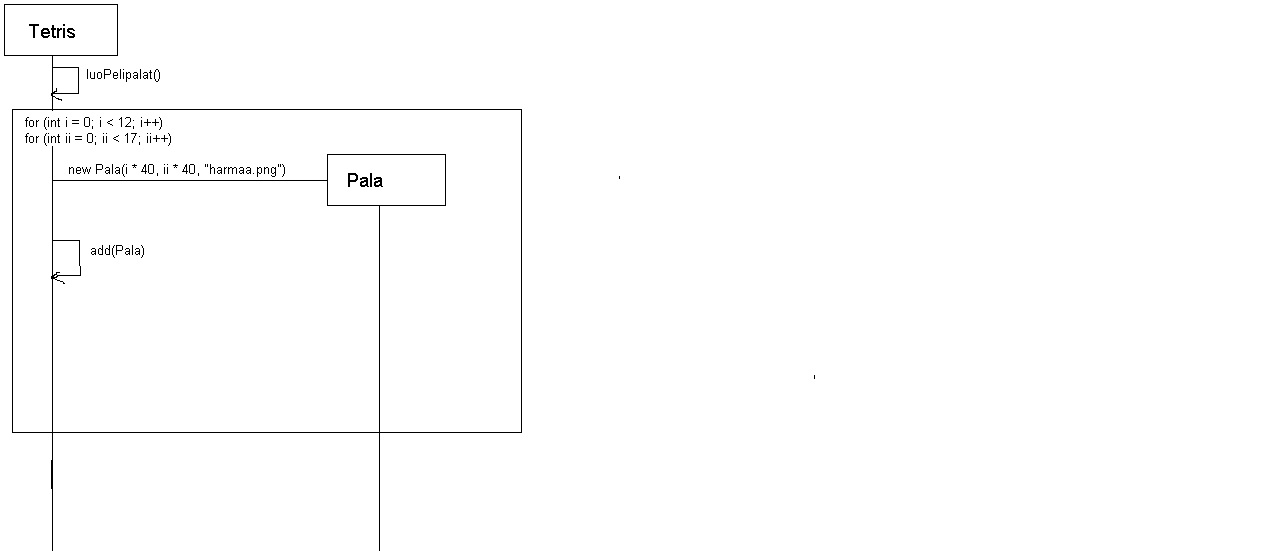 Tetris
luoPelipalat()
for (int i = 0; i < 12; i++)
for (int ii = 0; ii < 17; ii++)
new Pala(i * 40, ii * 40, "harmaa.png")
Pala
add(Pala)